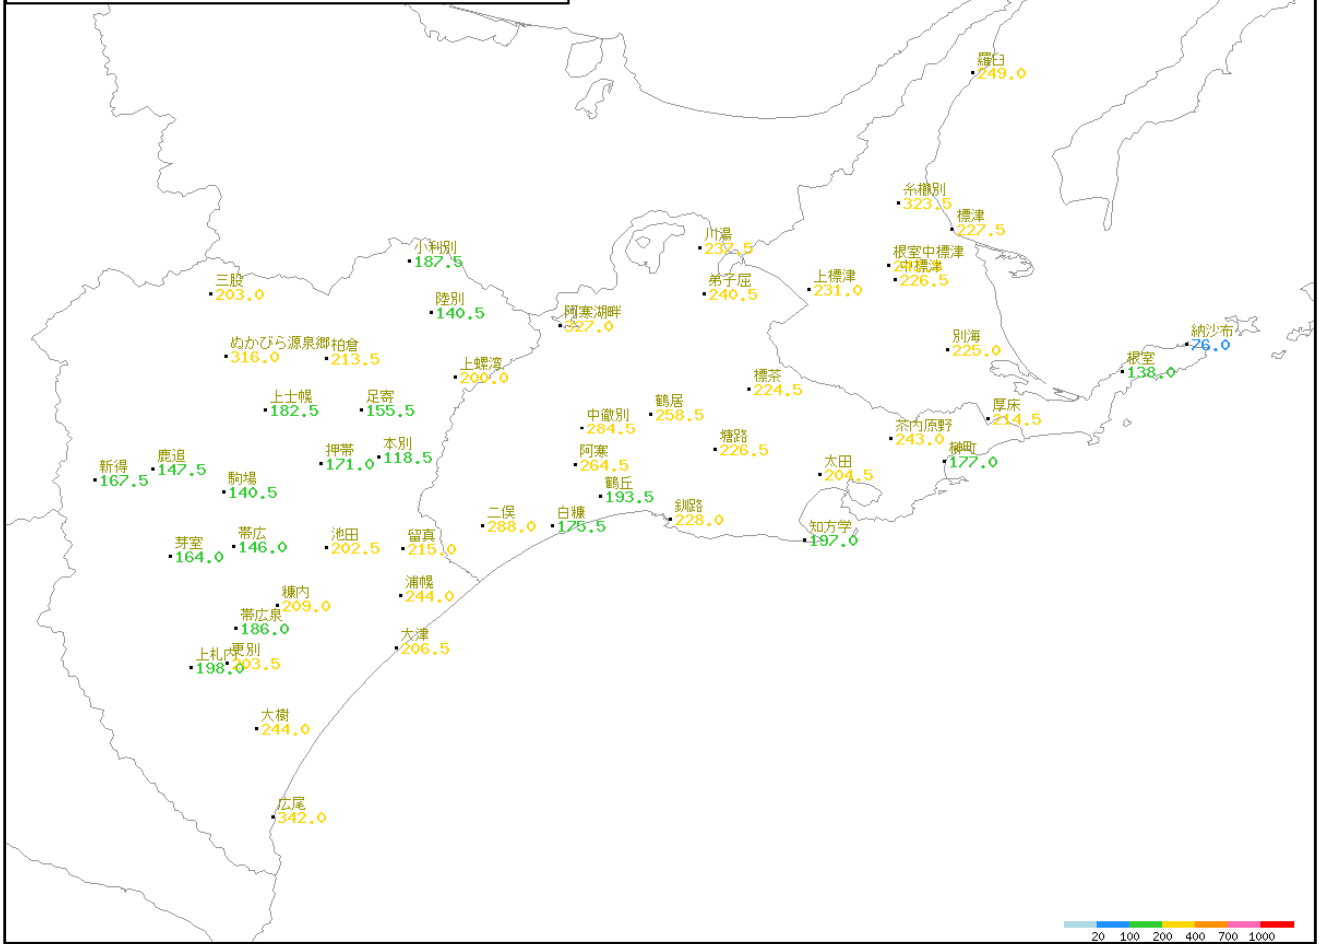 羅臼
249.0
糸櫛別
323.5
標津
227.5
川湯
237.5
根室中標津
中標津
226.5
小利別
187.5
上標津
231.0
三股
203.0
弟子屈
240.5
陸別
140.5
阿寒湖畔
327.0
納沙布
76.0
ぬかびら源泉郷
316.0
柏倉
213.5
別海
225.0
根室
138.0
上螺湾
200.0
標茶
224.5
上士幌
182.5
足寄
155.5
鶴居
258.5
厚床
214.5
中徹別
284.5
茶内原野
243.0
塘路
226.5
本別
118.5
押帯
171.0
榊町
177.0
鹿追
147.5
新得
167.5
阿寒
264.5
太田
204.5
駒場
140.5
鶴丘
193.5
釧路
228.0
二俣
288.0
白糠
175.5
知方学
197.0
芽室
164.0
帯広
146.0
池田
202.5
留真
215.0
浦幌
244.0
糠内
209.0
帯広泉
186.0
大津
206.5
上札内
198.0
更別
203.5
大樹
244.0
広尾
342.0
20 100 200 400 700 1000